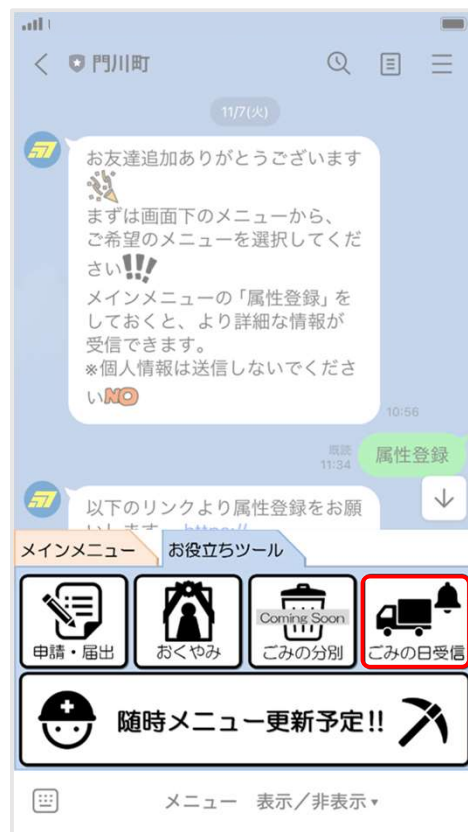 門川町
11/7(火)
お友達追加ありがとうございます
まずは画面下のメニューから、
ご希望のメニューを選択してくだ
さい!!!
メインメニューの「属性登録」を
しておくと、より詳細な情報が
受信できます。
※個人情報は送信しないでくださ
いNO
10:56
既読
11:34
属性登録
以下のリンクより属性登録をお願
いします。 https://
メインメニュー
お役立ちツール
申請・届出
おくやみ
Coming Soon
ごみの分別
ごみの日受信
随時メニュー更新予定!!
メニュー 表示/非表示▾